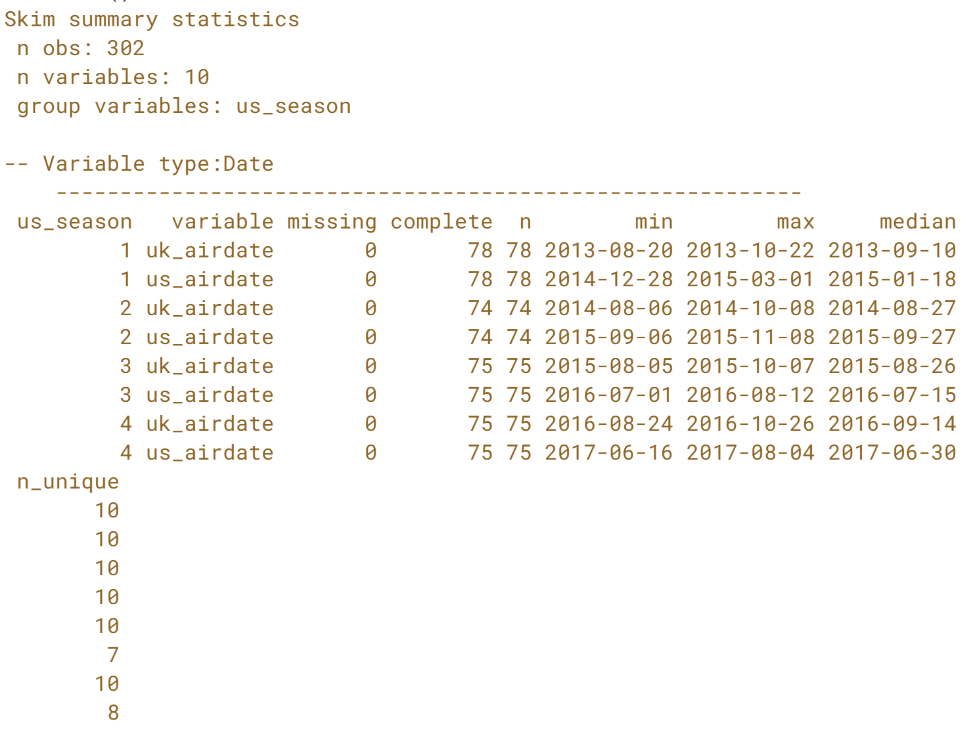 Skim summary statistics
 n obs: 302
 n variables: 10
 group variables: us_season

-- Variable type:Date
    ----------------------------------------------------------
 us_season   variable missing complete  n        min        max     median
         1 uk_airdate       0       78 78 2013-08-20 2013-10-22 2013-09-10
         1 us_airdate       0       78 78 2014-12-28 2015-03-01 2015-01-18
         2 uk_airdate       0       74 74 2014-08-06 2014-10-08 2014-08-27
         2 us_airdate       0       74 74 2015-09-06 2015-11-08 2015-09-27
         3 uk_airdate       0       75 75 2015-08-05 2015-10-07 2015-08-26
         3 us_airdate       0       75 75 2016-07-01 2016-08-12 2016-07-15
         4 uk_airdate       0       75 75 2016-08-24 2016-10-26 2016-09-14
         4 us_airdate       0       75 75 2017-06-16 2017-08-04 2017-06-30
 n_unique
       10
       10
       10
       10
       10
        7
       10
        8